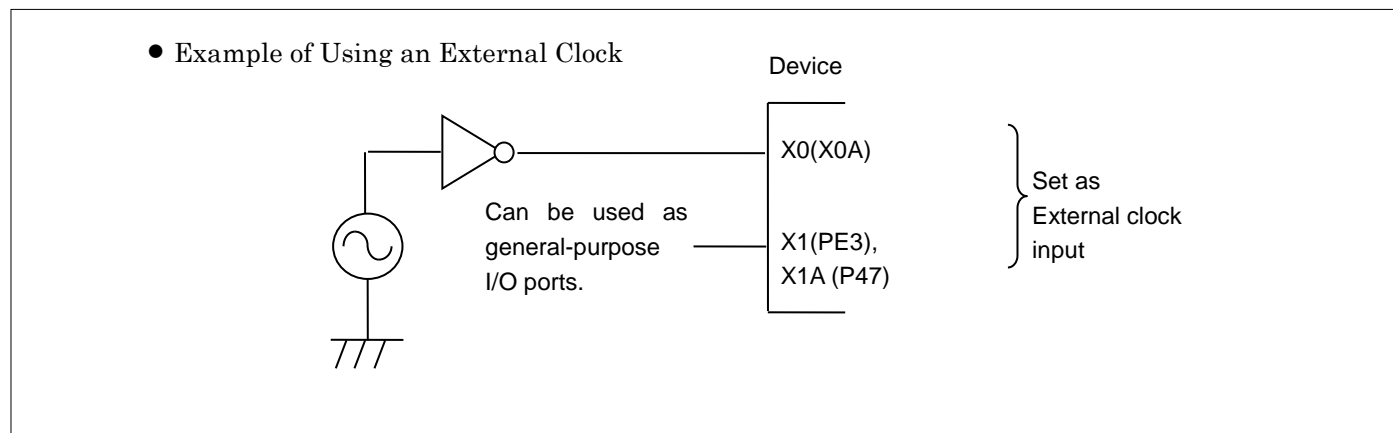 ● Example of Using an External Clock
Device
X0(X0A)
Can be used as
general-purpose
I/O ports.
X1(PE3),
X1A (P47)
Set as
External clock
input